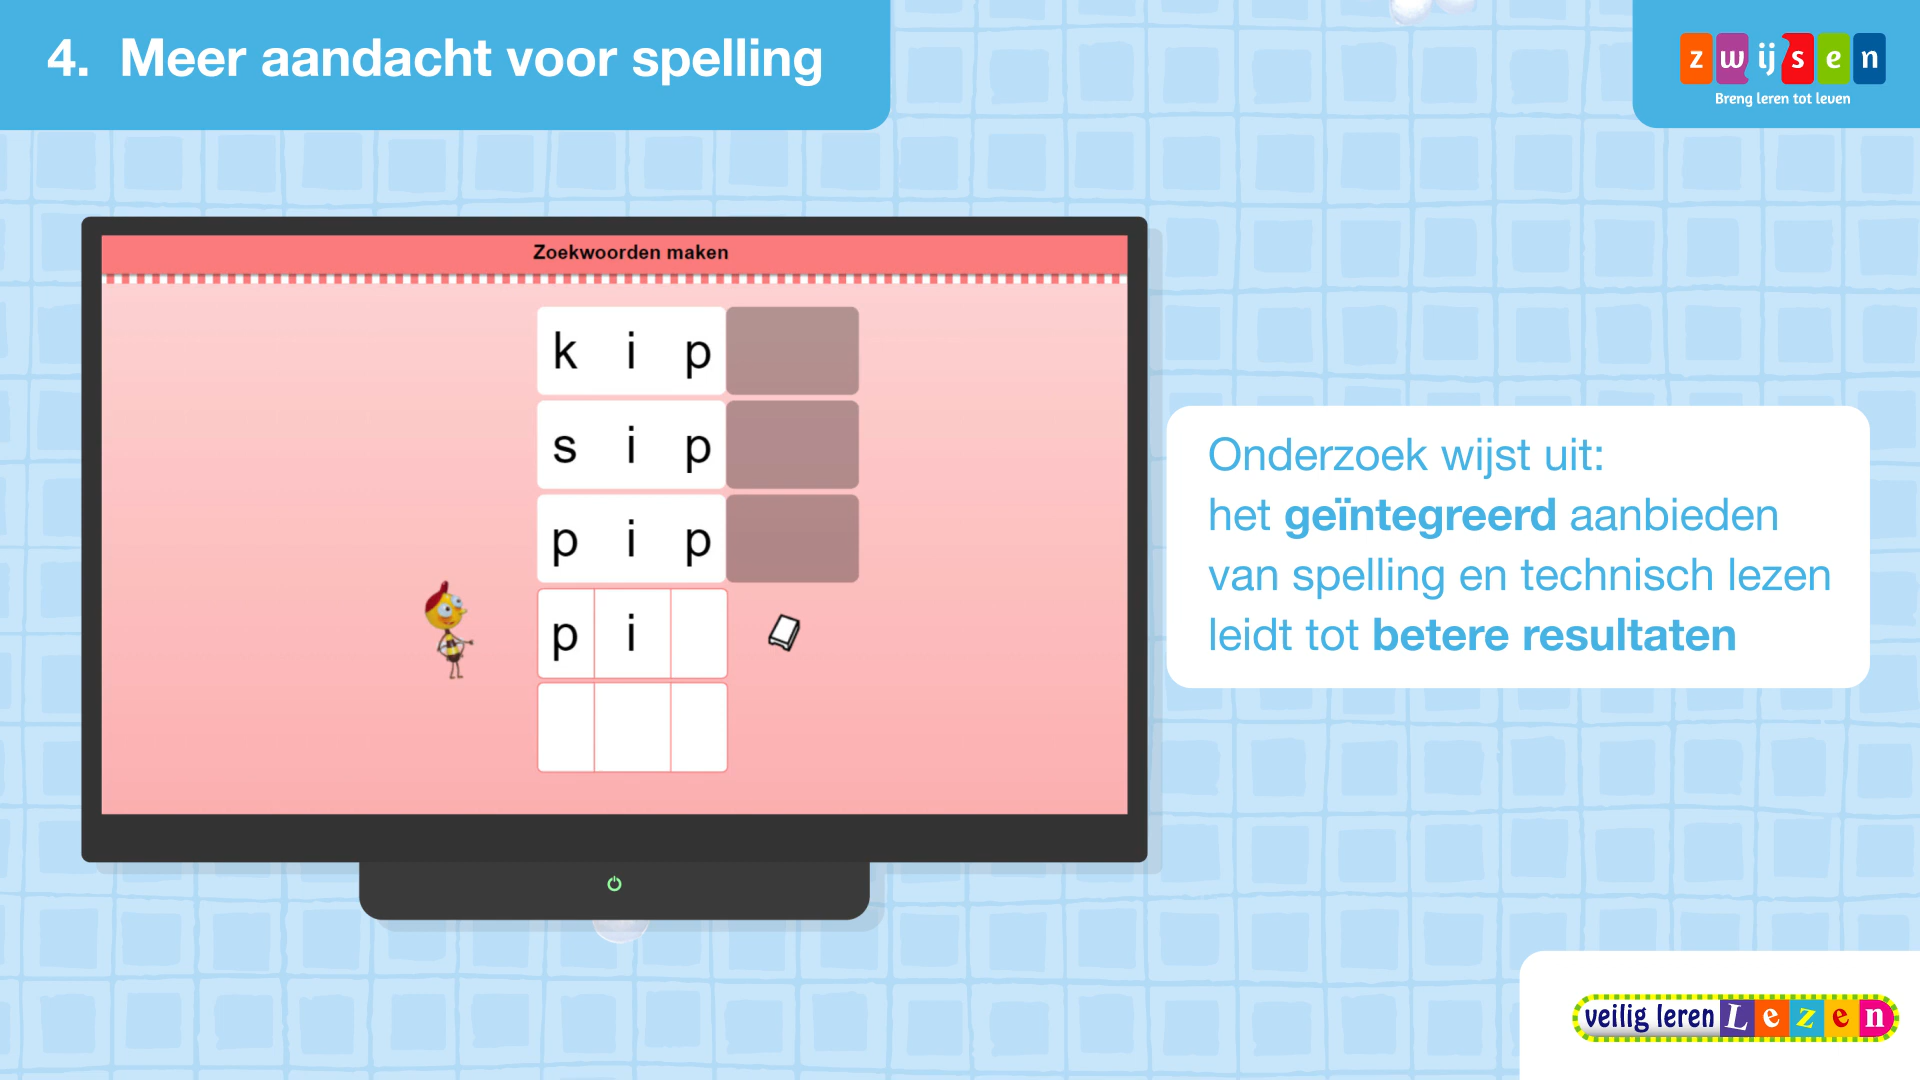 4. Meer aandacht voor spelling
zwijsen
Breng leren tot leven
Zoekwoorden maken
k i p
s i p
p i p
p i
Onderzoek wijst uit:
het geïntegreerd aanbieden
van spelling en technisch lezen
leidt tot betere resultaten
veilig leren Lezen